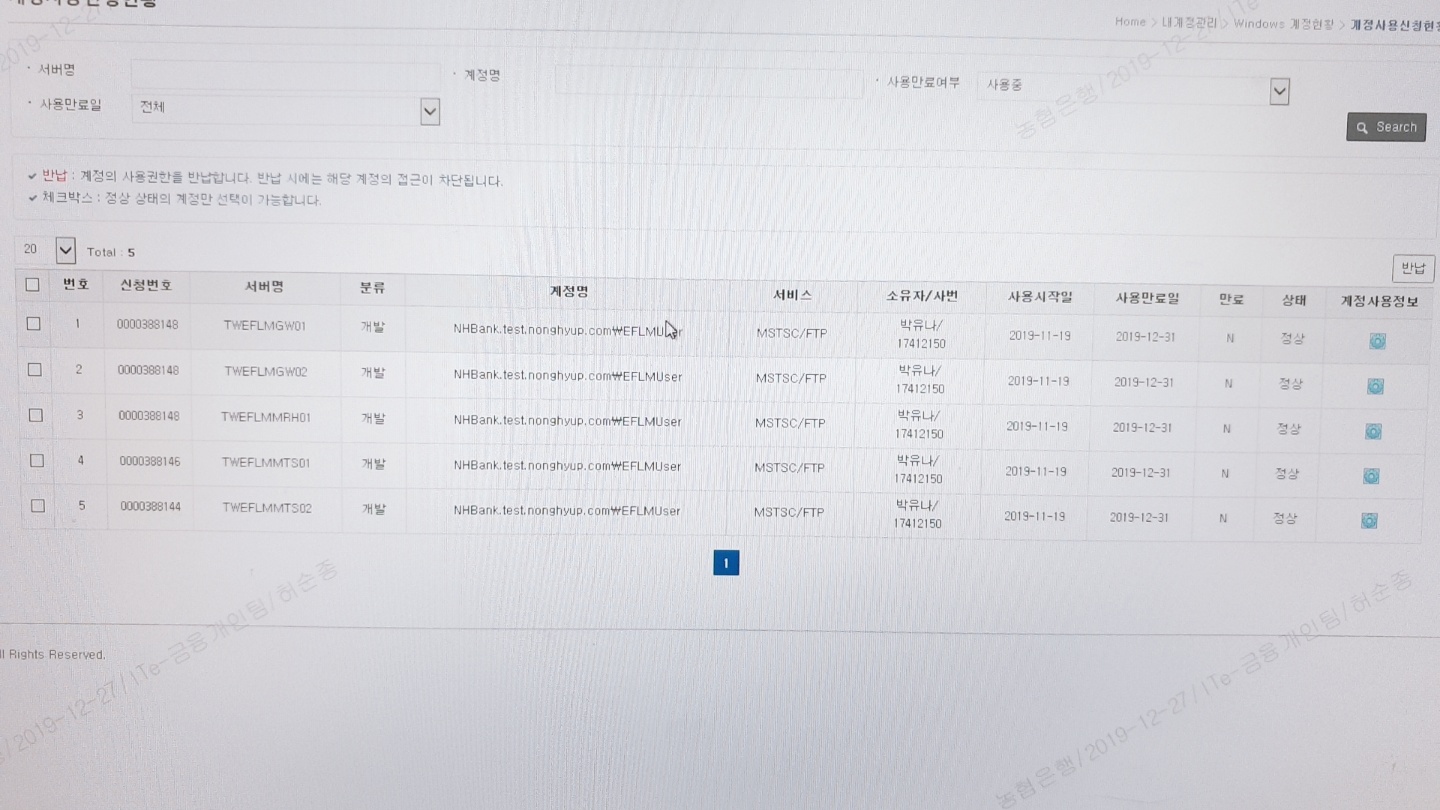 Home > 내계정관리 > Windows 계정현황 > 계정사용신청현황
· 서버명 · 계정명 · 사용만료여부 사용중
· 사용만료일 전체
Search
반납 : 계정의 사용권한을 반납합니다. 반납 시에는 해당 계정의 접근이 차단됩니다.
체크박스 : 정상 상태의 계정만 선택이 가능합니다.
20 Total : 5
반납
번호 신청번호 서버명 분류 계정명 서비스 소유자/사번 사용시작일 사용만료일 만료 상태 계정사용정보
1 0000388148 TWEFLMGW01 개발 NHBank.test.nonghyup.com₩EFLMUser MSTSC/FTP 박유나/ 2019-11-19 2019-12-31 N 정상
17412150
2 0000388148 TWEFLMGW02 개발 NHBank.test.nonghyup.com₩EFLMUser MSTSC/FTP 박유나/ 2019-11-19 2019-12-31 N 정상
17412150
3 0000388148 TWEFLMMRH01 개발 NHBank.test.nonghyup.com₩EFLMUser MSTSC/FTP 박유나/ 2019-11-19 2019-12-31 N 정상
17412150
4 0000388146 TWEFLMMTS01 개발 NHBank.test.nonghyup.com₩EFLMUser MSTSC/FTP 박유나/ 2019-11-19 2019-12-31 N 정상
17412150
5 0000388144 TWEFLMMTS02 개발 NHBank.test.nonghyup.com₩EFLMUser MSTSC/FTP 박유나/ 2019-11-19 2019-12-31 N 정상
17412150
1
ll Rights Reserved.
/2019-12-27/ITe-금융개인팀/허순종
농협은행/2019-12-27/ITe-금융개인팀/허순종